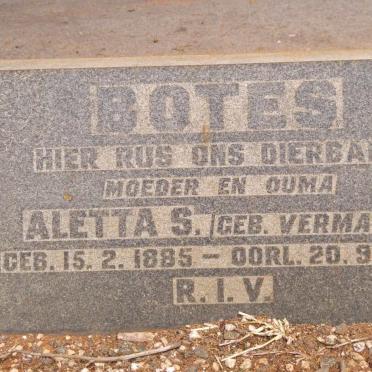 BOTES
HIER RUS ONS DIERBA
MOEDER EN OUMA
ALETTA S. (GEB. VERMA
GEB. 15. 2. 1885 — OORL. 20. 9
R. I. V.